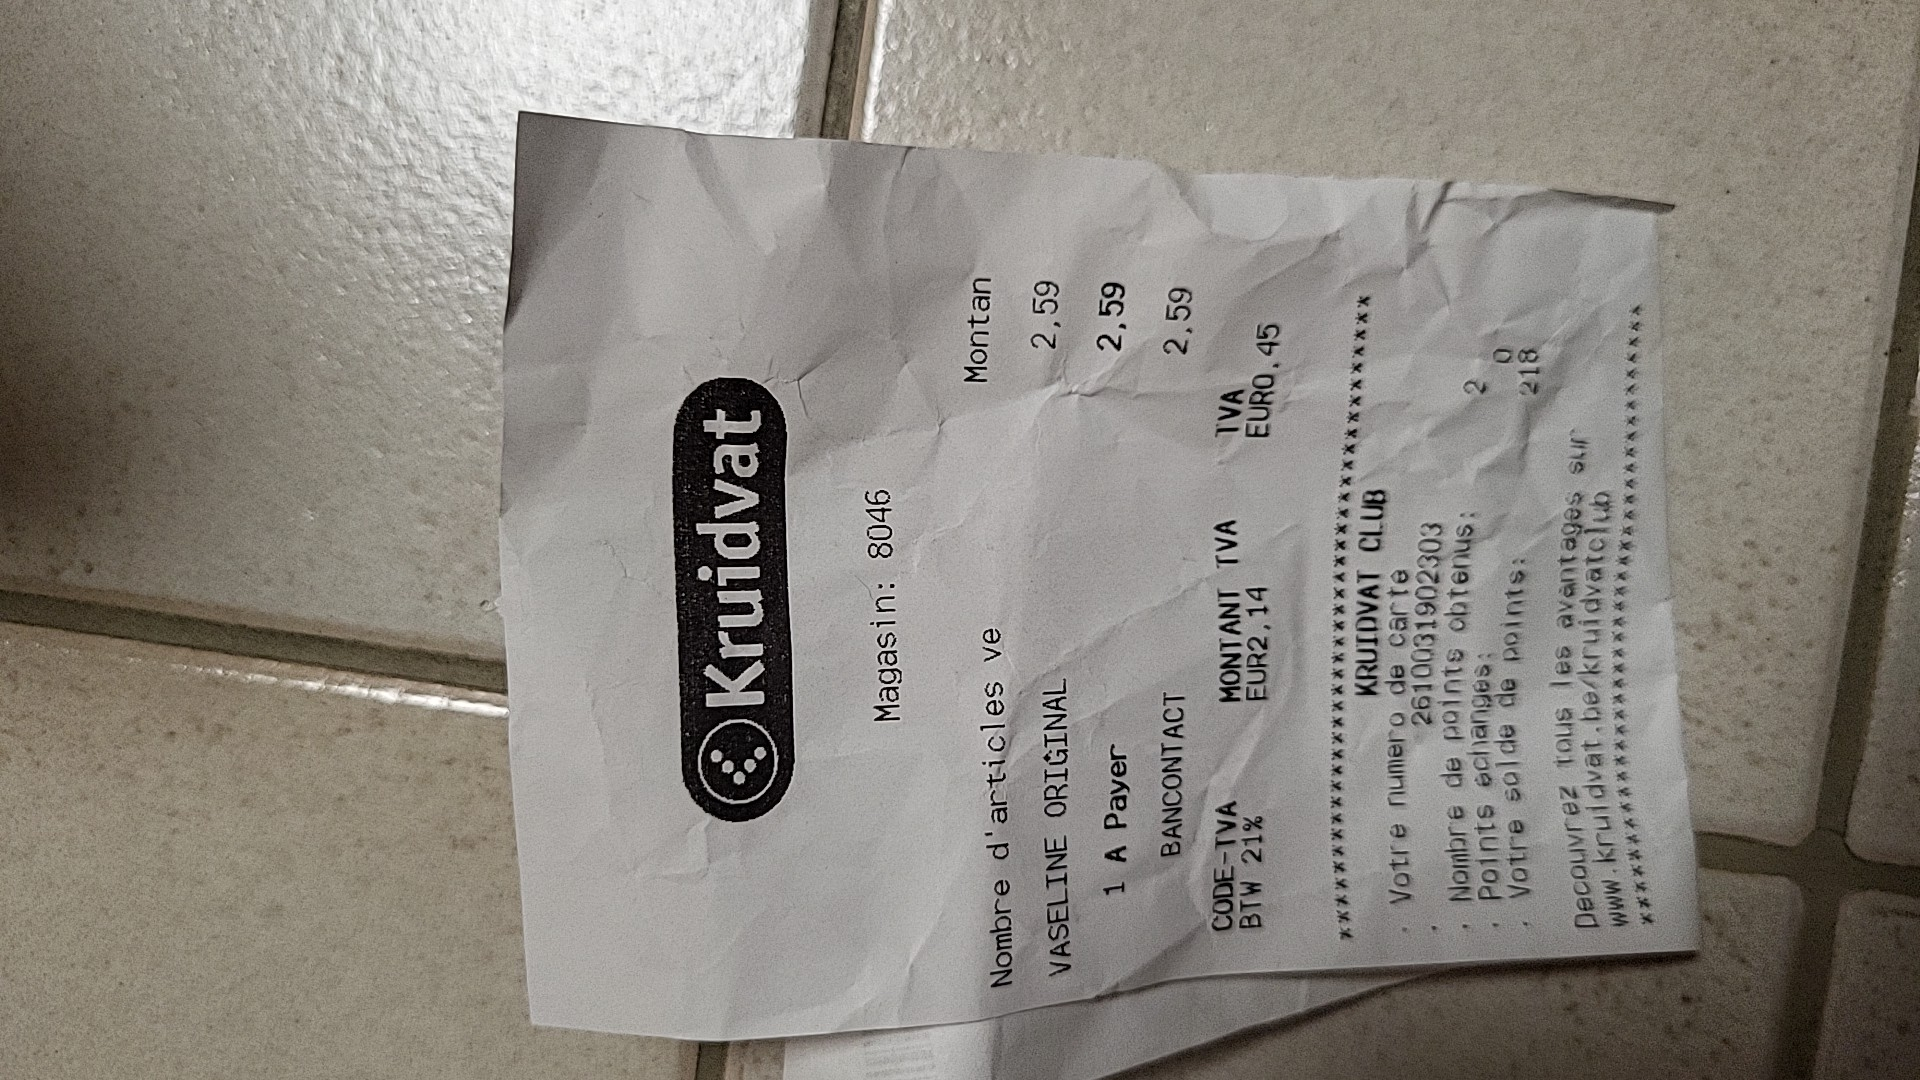 Kruidvat
Magasin: 8046
Nombre d'articles ve Montan
VASELINE ORIGINAL 2,59
1 A Payer 2,59
BANCONTACT 2,59
CODE-TVA MONTANT TVA TVA
BTW 21% EUR2,14 EUR0,45
****************************************
KRUIDVAT CLUB
. Votre numero de carte
. 2610031902303
. Nombre de points obtenus: 2
. Points échangés: 0
. Votre solde de points: 218
Decouvrez tous les avantages sur
www.kruidvat.be/kruidvatclub
****************************************